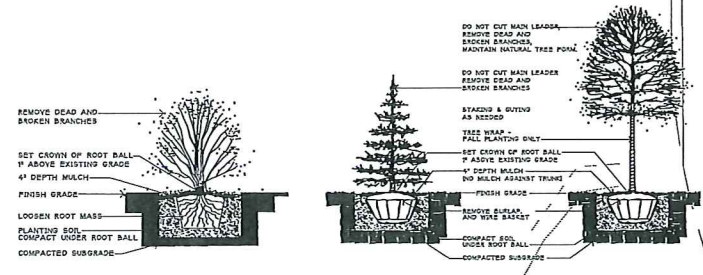 REMOVE DEAD AND
BROKEN BRANCHES
SET CROWN OF ROOT BALL
1" ABOVE EXISTING GRADE
4" DEPTH MULCH
FINISH GRADE
LOOSEN ROOT MASS
PLANTING SOIL
COMPACT UNDER ROOT BALL
COMPACTED SUBGRADE
DO NOT CUT MAIN LEADER,
REMOVE DEAD AND
BROKEN BRANCHES,
MAINTAIN NATURAL TREE FORM.
DO NOT CUT MAIN LEADER
REMOVE DEAD AND
BROKEN BRANCHES
STAKING & GUYING
AS NEEDED
TREE WRAP -
FALL PLANTING ONLY
SET CROWN OF ROOT BALL
1" ABOVE EXISTING GRADE
4" DEPTH MULCH
(NO MULCH AGAINST TRUNK)
FINISH GRADE
REMOVE BURLAP
AND WIRE BASKET
COMPACT SOIL
UNDER ROOT BALL
COMPACTED SUBGRADE